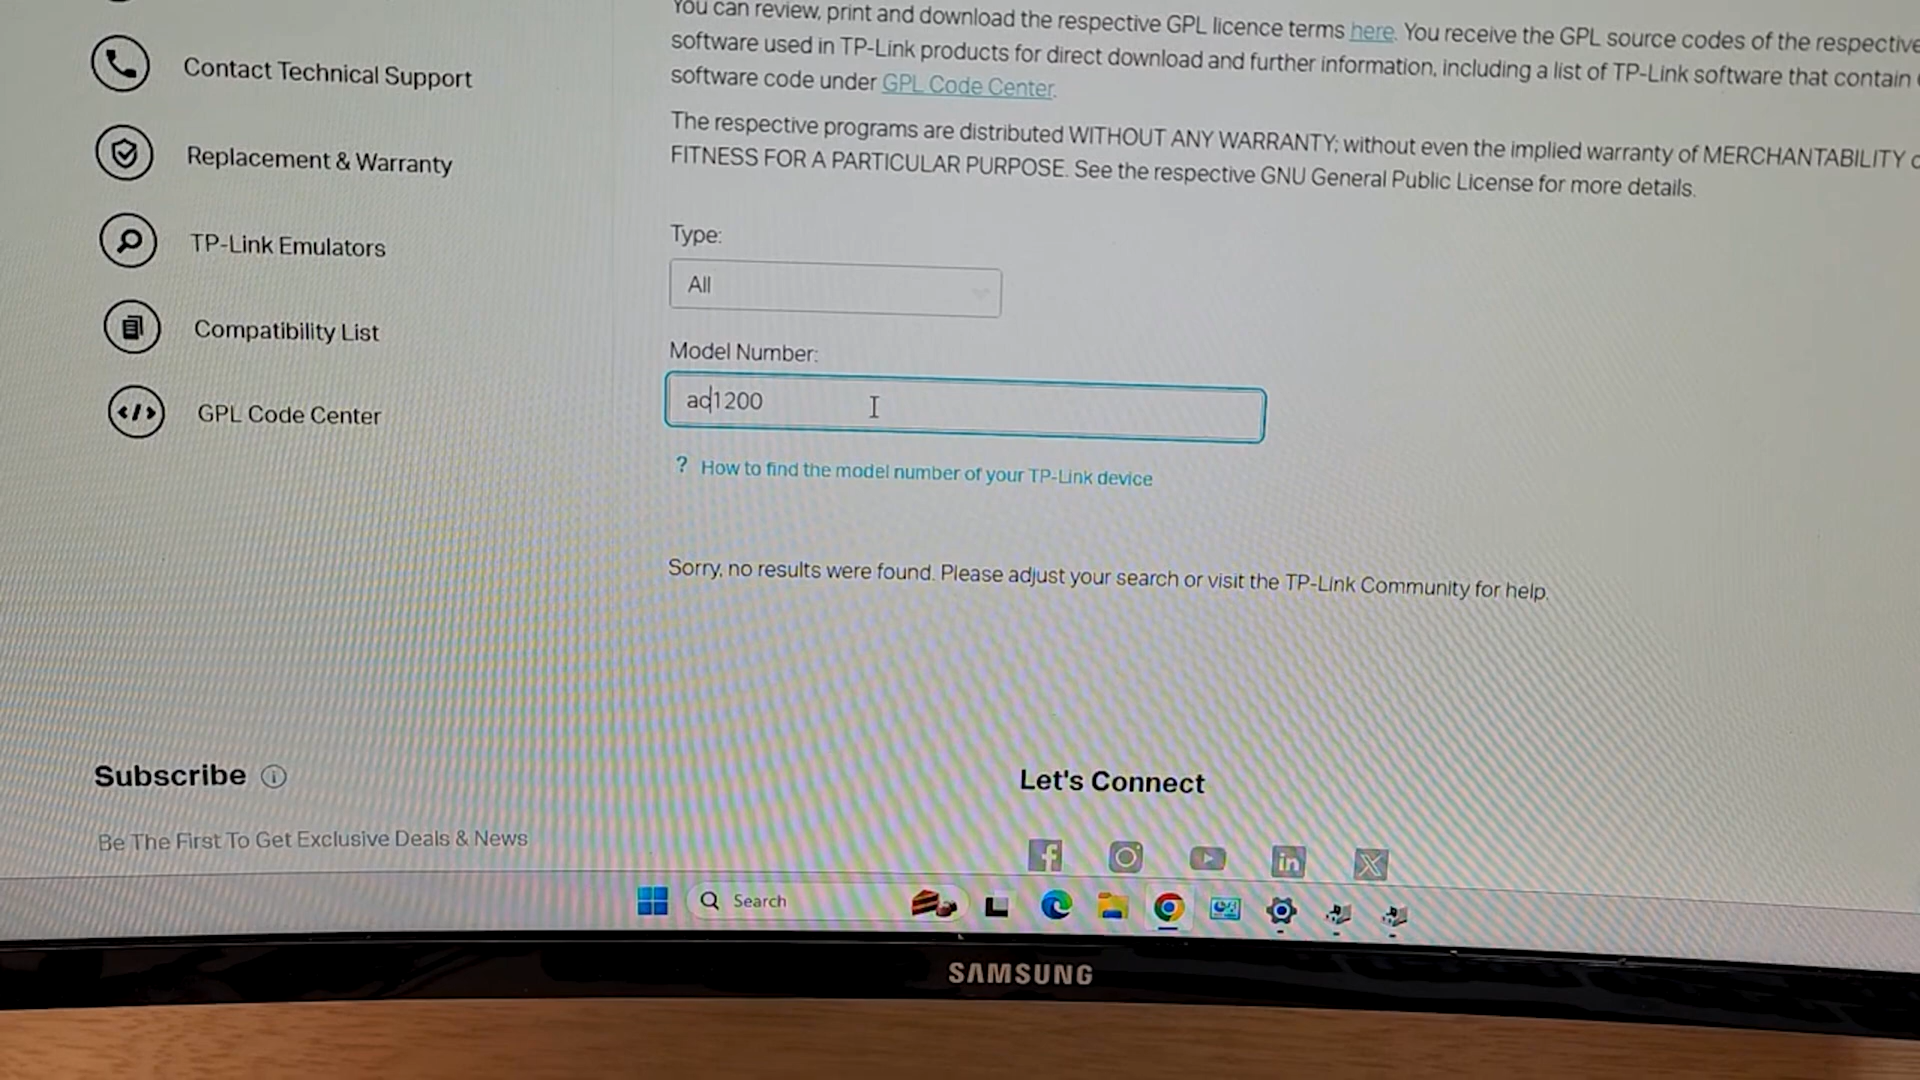 You can review, print and download the respective GPL licence terms here. You receive the GPL source codes of the respective
software used in TP-Link products for direct download and further information, including a list of TP-Link software that contain
software code under GPL Code Center.
The respective programs are distributed WITHOUT ANY WARRANTY; without even the implied warranty of MERCHANTABILITY
FITNESS FOR A PARTICULAR PURPOSE. See the respective GNU General Public License for more details.
Contact Technical Support
Replacement & Warranty
TP-Link Emulators
Compatibility List
GPL Code Center
Type:
All
Model Number:
ac1200
? How to find the model number of your TP-Link device
Sorry, no results were found. Please adjust your search or visit the TP-Link Community for help.
Subscribe
Be The First To Get Exclusive Deals & News
Let's Connect
Search
SAMSUNG